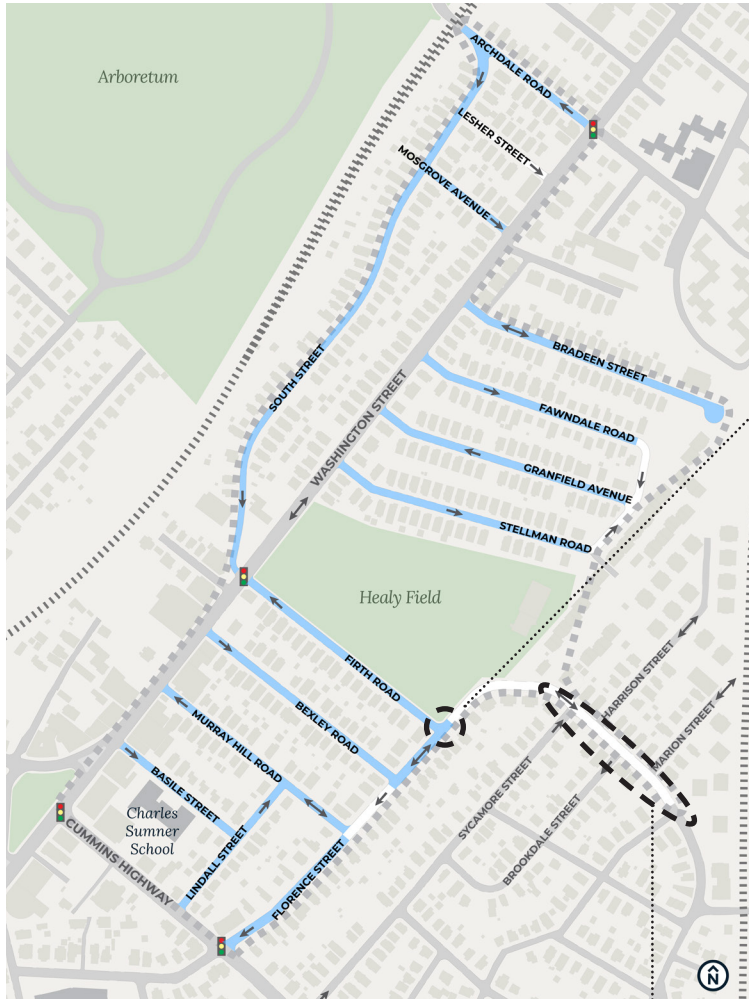 ARCHDALE ROAD
Arboretum
LESHER STREET
MOSGROVE AVENUE
BRADEEN STREET
SOUTH STREET
WASHINGTON STREET
FAWNDALE ROAD
GRANFIELD AVENUE
STELLMAN ROAD
Healy Field
FIRTH ROAD
HARRISON STREET
BEXLEY ROAD
MARION STREET
MURRAY HILL ROAD
BASILE STREET
SYCAMORE STREET
Charles
Sumner
School
BROOKDALE STREET
CUMMINS HIGHWAY
LINDALL STREET
FLORENCE STREET
N